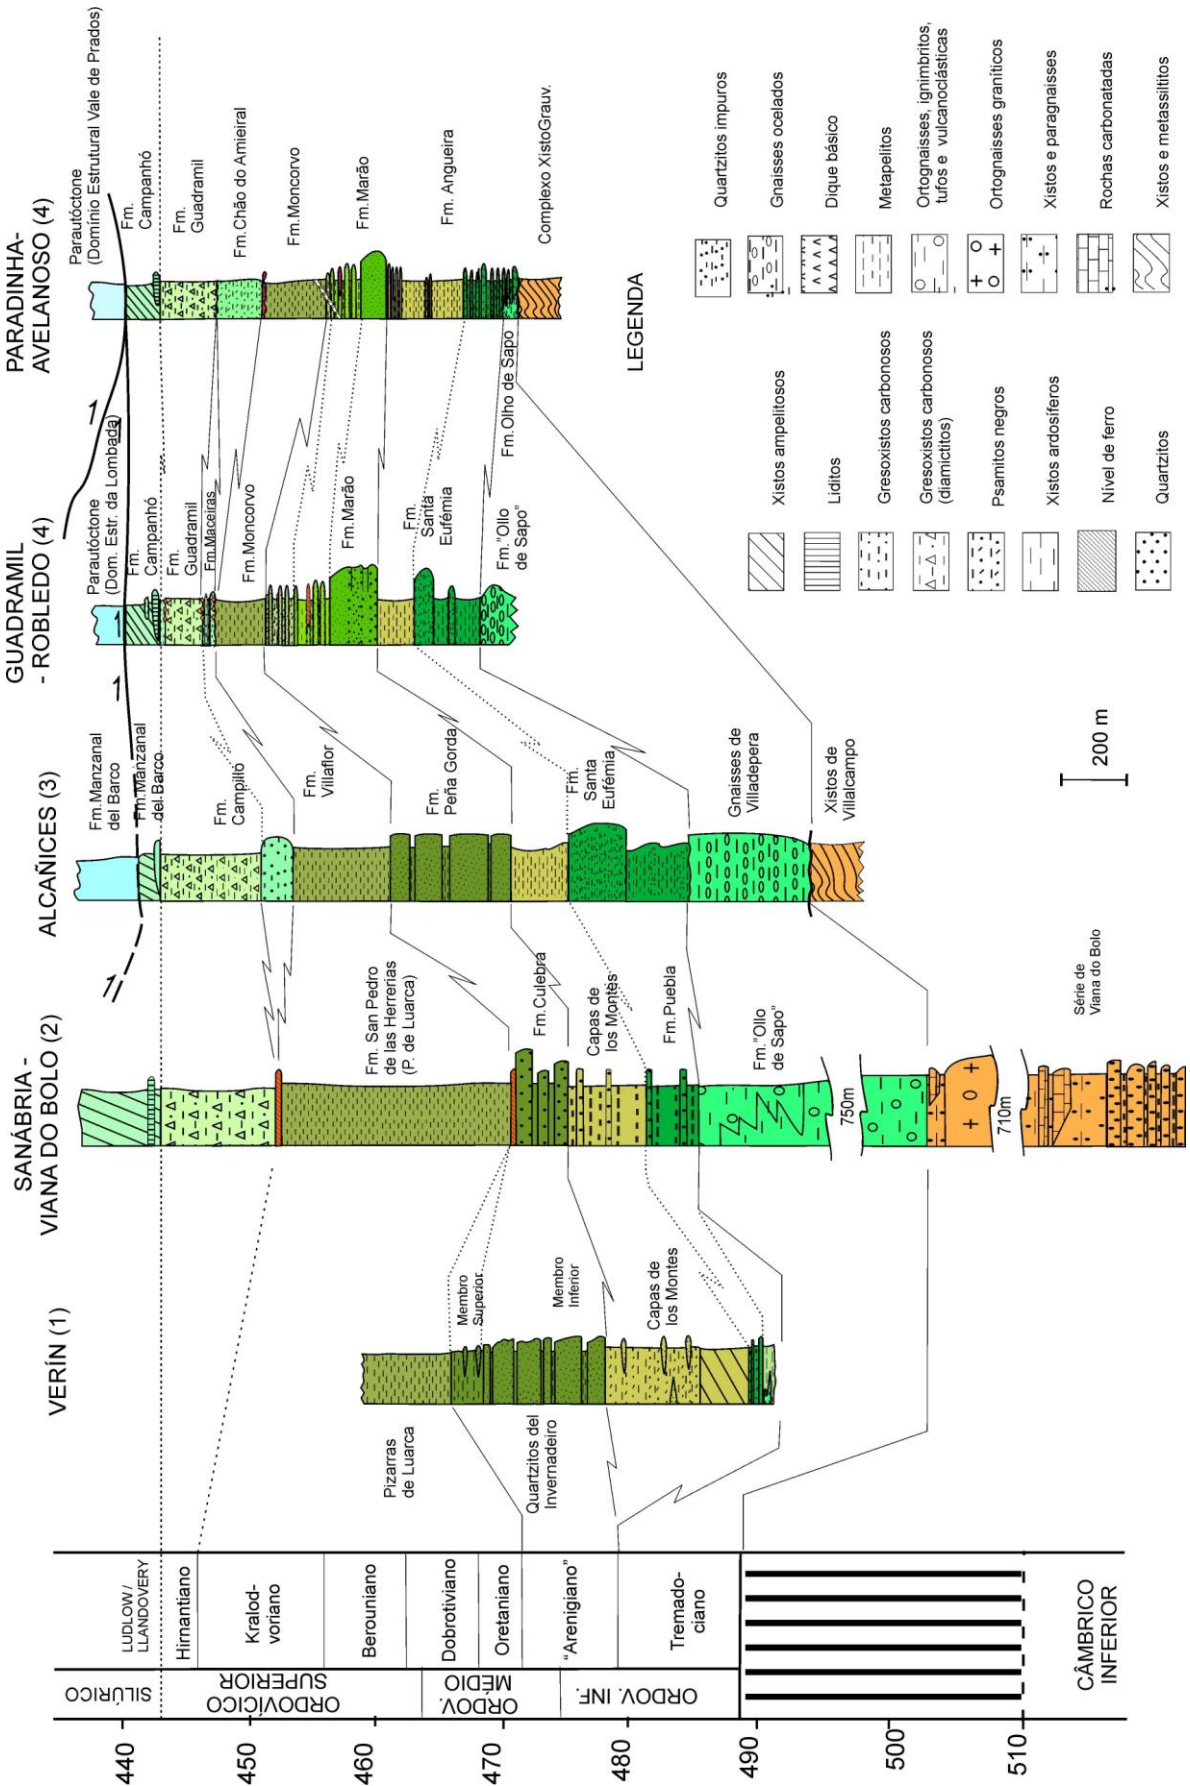 VERÍN (1)
SANÁBRIA -
VIANA DO BOLO (2)
ALCAÑICES (3)
GUADRAMIL
- ROBLEDO (4)
PARADINHA-
AVELANOSO (4)
440
450
460
470
480
490
500
510
SILÚRICO
ORDOVÍCICO
SUPERIOR
ORDOV.
MÉDIO
ORDOV. INF.
LUDLOW /
LLANDOVERY
Hirnantiano
Kralod-
voriano
Berouniano
Dobrotiviano
Oretaniano
“Arenigiano”
Tremado-
ciano
CÂMBRICO
INFERIOR
Pizarras
de Luarca
Quartzitos del
Invernadeiro
Membro
Superior
Membro
Inferior
Capas de
los Montes
Fm. San Pedro
de las Herrerias
(P. de Luarca)
Fm.Culebra
Capas de
los Montes
Fm.Puebla
Fm."Ollo
de Sapo"
750m
710m
Série de
Viana do Bolo
Fm.Manzanal
del Barco
Fm.Manzanal
del Barco
Fm.
Campillo
Fm.
Villaflor
Fm.
Peña Gorda
Fm.
Santa
Eufémia
Gnaisses de
Villadepera
Xistos de
Villalcampo
Parautóctone
(Dom. Estr. da Lombada)
Fm.
Campanhó
Fm.
Guadramil
Fm.Maceiras
Fm.Moncorvo
Fm.Marão
Fm.
Santa
Eufémia
Fm."Ollo
de Sapo"
Parautóctone
(Domínio Estrutural Vale de Prados)
Fm.
Campanhó
Fm.
Guadramil
Fm.Chão do Amieiral
Fm.Moncorvo
Fm.Marão
Fm. Angueira
Fm.Olho de Sapo
Complexo XistoGrauv.
200 m
LEGENDA
Xistos ampelitosos
Liditos
Gresoxistos carbonosos
Gresisoxistos carbonosos
(diamictitos)
Psamitos negros
Xistos ardosíferos
Nível de ferro
Quartzitos
Quartzitos impuros
Gnaisses ocelados
Dique básico
Metapelitos
Ortognaisses, ignimbritos,
tufos e vulcanoclásticas
Ortognaisses graníticos
Xistos e paragnaisses
Rochas carbonatadas
Xistos e metassiltitos